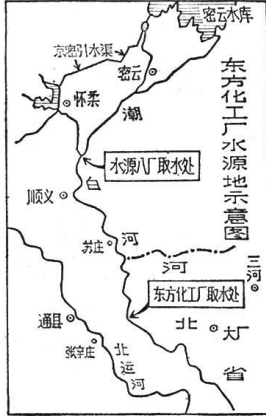 密云水库
京密引水渠
密云
怀柔
潮
东方化工厂水源地示意图
水源八厂取水处
白
顺义
苏庄
河
河
三河
东方化工厂取水处
通县
北
大厂
省
张辛庄
北运河